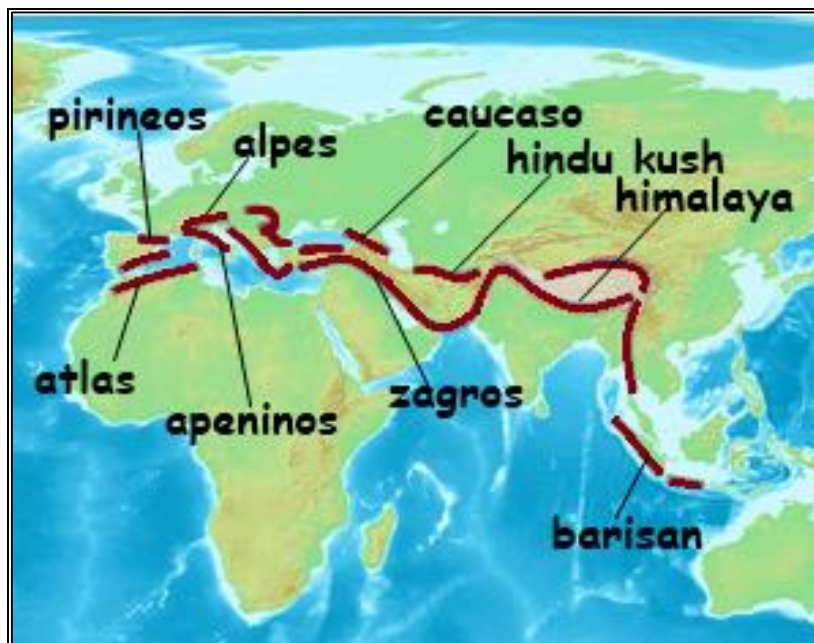 pirineos
caucaso
alpes
hindu kush
himalaya
atlas
zagros
apeninos
barisan